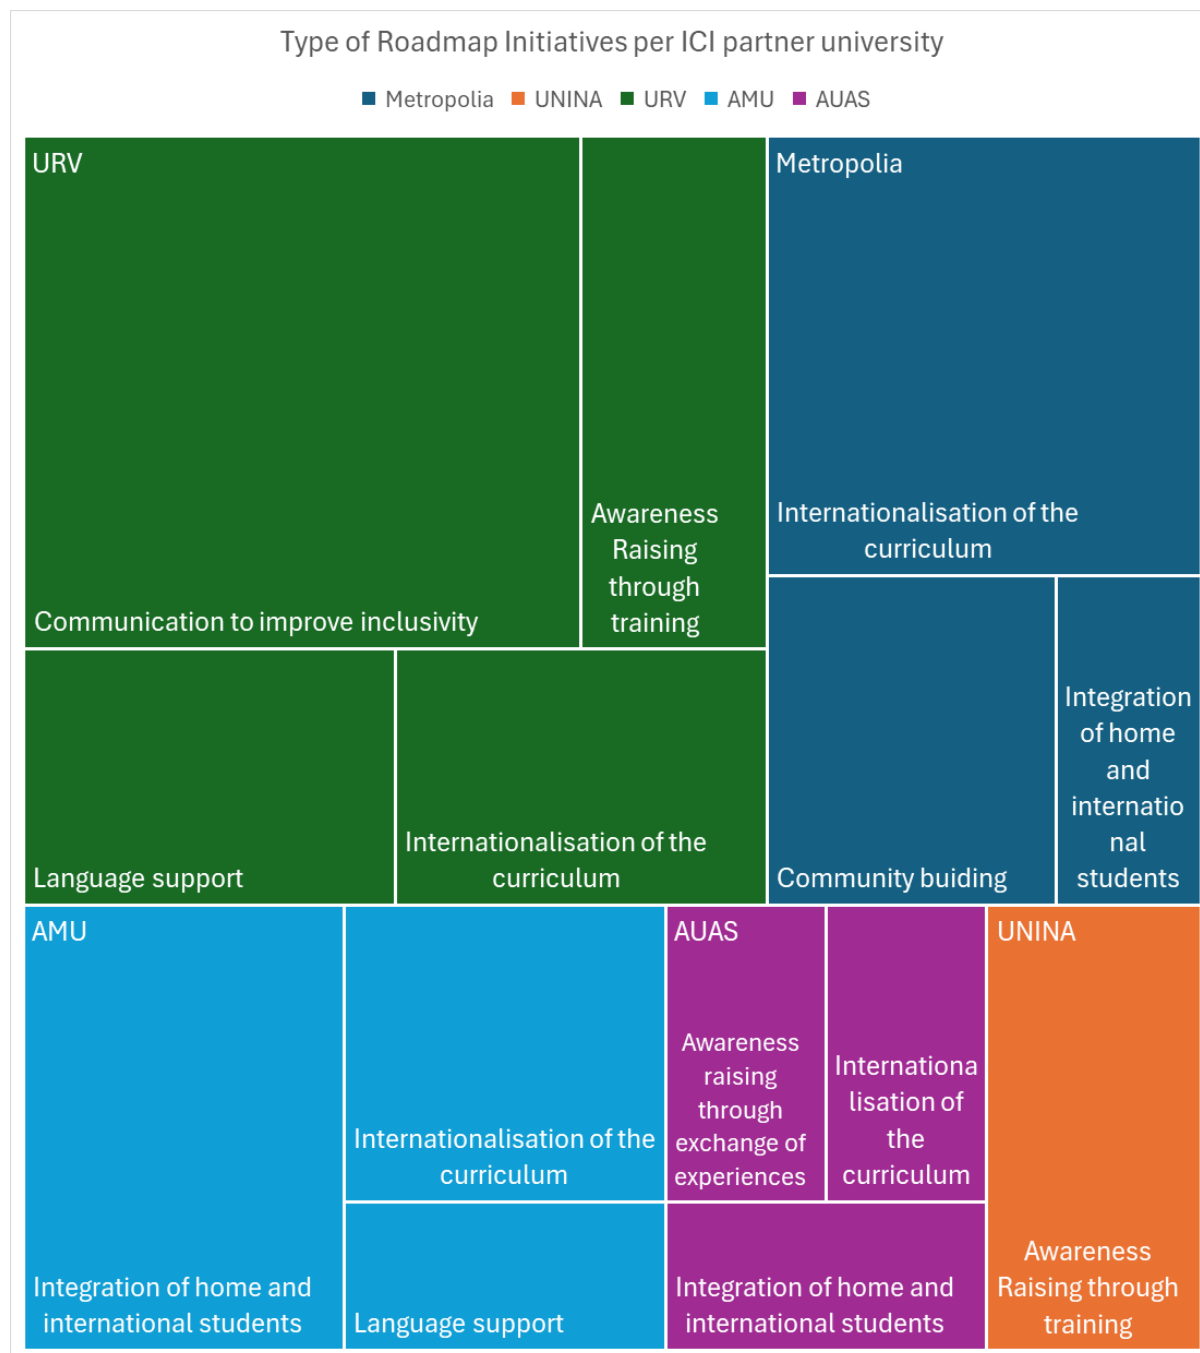 Type of Roadmap Initiatives per ICI partner university
Metropolia UNINA URV AMU AUAS
URV
Communication to improve inclusivity
Awareness
Raising
through
training
Language support
Internationalisation of the
curriculum
Metropolia
Internationalisation of the
curriculum
Community buiding
Integration
of home
and
internatio
nal
students
AMU
Integration of home and
international students
Internationalisation of the
curriculum
Language support
AUAS
Awareness
raising
through
exchange of
experiences
Internationa
lisation of
the
curriculum
Integration of home and
international students
UNINA
Awareness
Raising through
training